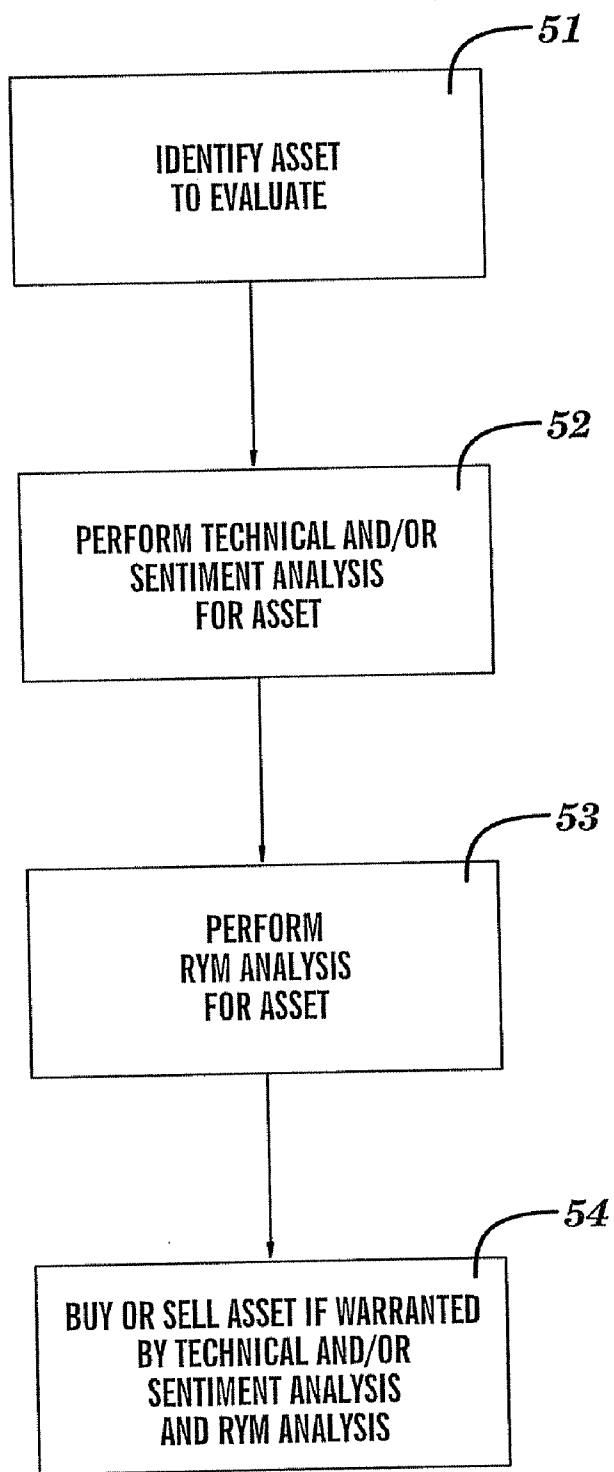 51
IDENTIFY ASSET
TO EVALUATE
52
PERFORM TECHNICAL AND/OR
SENTIMENT ANALYSIS
FOR ASSET
53
PERFORM
RYM ANALYSIS
FOR ASSET
54
BUY OR SELL ASSET IF WARRANTED
BY TECHNICAL AND/OR
SENTIMENT ANALYSIS
AND RYM ANALYSIS